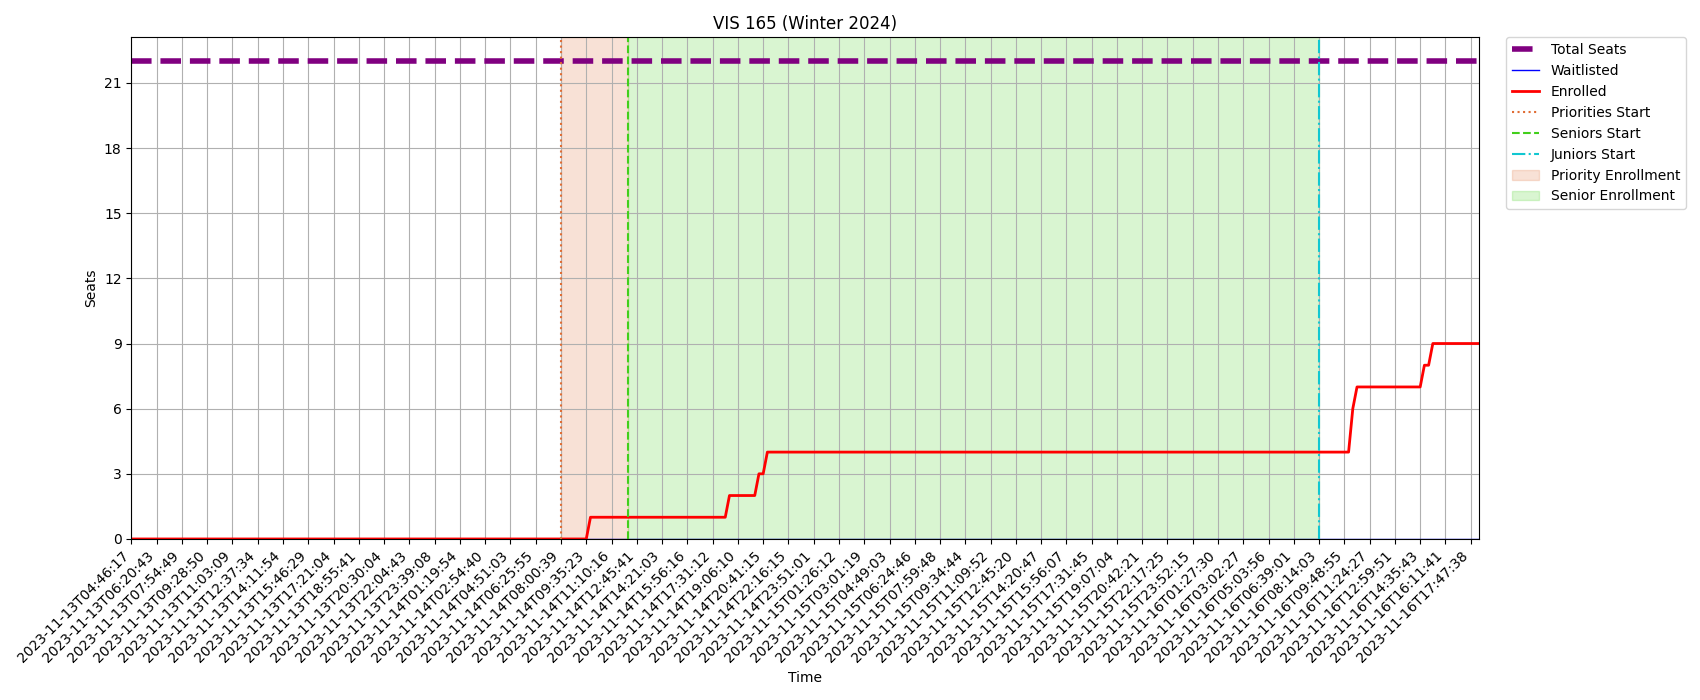 VIS 165 (Winter 2024)
Total Seats
Waitlisted
Enrolled
Priorities Start
Seniors Start
Juniors Start
Priority Enrollment
Senior Enrollment
Seats
21
18
15
12
9
6
3
0
2023-11-13T04:46:17
2023-11-13T06:20:43
2023-11-13T07:54:49
2023-11-13T09:28:50
2023-11-13T11:03:09
2023-11-13T12:37:34
2023-11-13T14:11:54
2023-11-13T15:46:29
2023-11-13T17:21:04
2023-11-13T18:55:41
2023-11-13T20:30:04
2023-11-13T22:04:43
2023-11-13T23:39:08
2023-11-14T01:19:54
2023-11-14T02:54:40
2023-11-14T04:51:03
2023-11-14T06:25:55
2023-11-14T08:00:39
2023-11-14T09:35:23
2023-11-14T11:10:16
2023-11-14T12:45:41
2023-11-14T14:21:03
2023-11-14T15:56:16
2023-11-14T17:31:12
2023-11-14T19:06:10
2023-11-14T20:41:15
2023-11-14T22:16:15
2023-11-14T23:51:01
2023-11-15T01:26:12
2023-11-15T03:01:19
2023-11-15T04:49:03
2023-11-15T06:24:46
2023-11-15T07:59:48
2023-11-15T09:34:44
2023-11-15T11:09:52
2023-11-15T12:45:20
2023-11-15T14:20:47
2023-11-15T15:56:07
2023-11-15T17:31:45
2023-11-15T19:07:04
2023-11-15T20:42:21
2023-11-15T22:17:25
2023-11-15T23:52:15
2023-11-16T01:27:30
2023-11-16T03:02:27
2023-11-16T05:03:56
2023-11-16T06:39:01
2023-11-16T08:14:03
2023-11-16T09:48:55
2023-11-16T11:24:27
2023-11-16T12:59:51
2023-11-16T14:35:43
2023-11-16T16:11:41
2023-11-16T17:47:38
Time